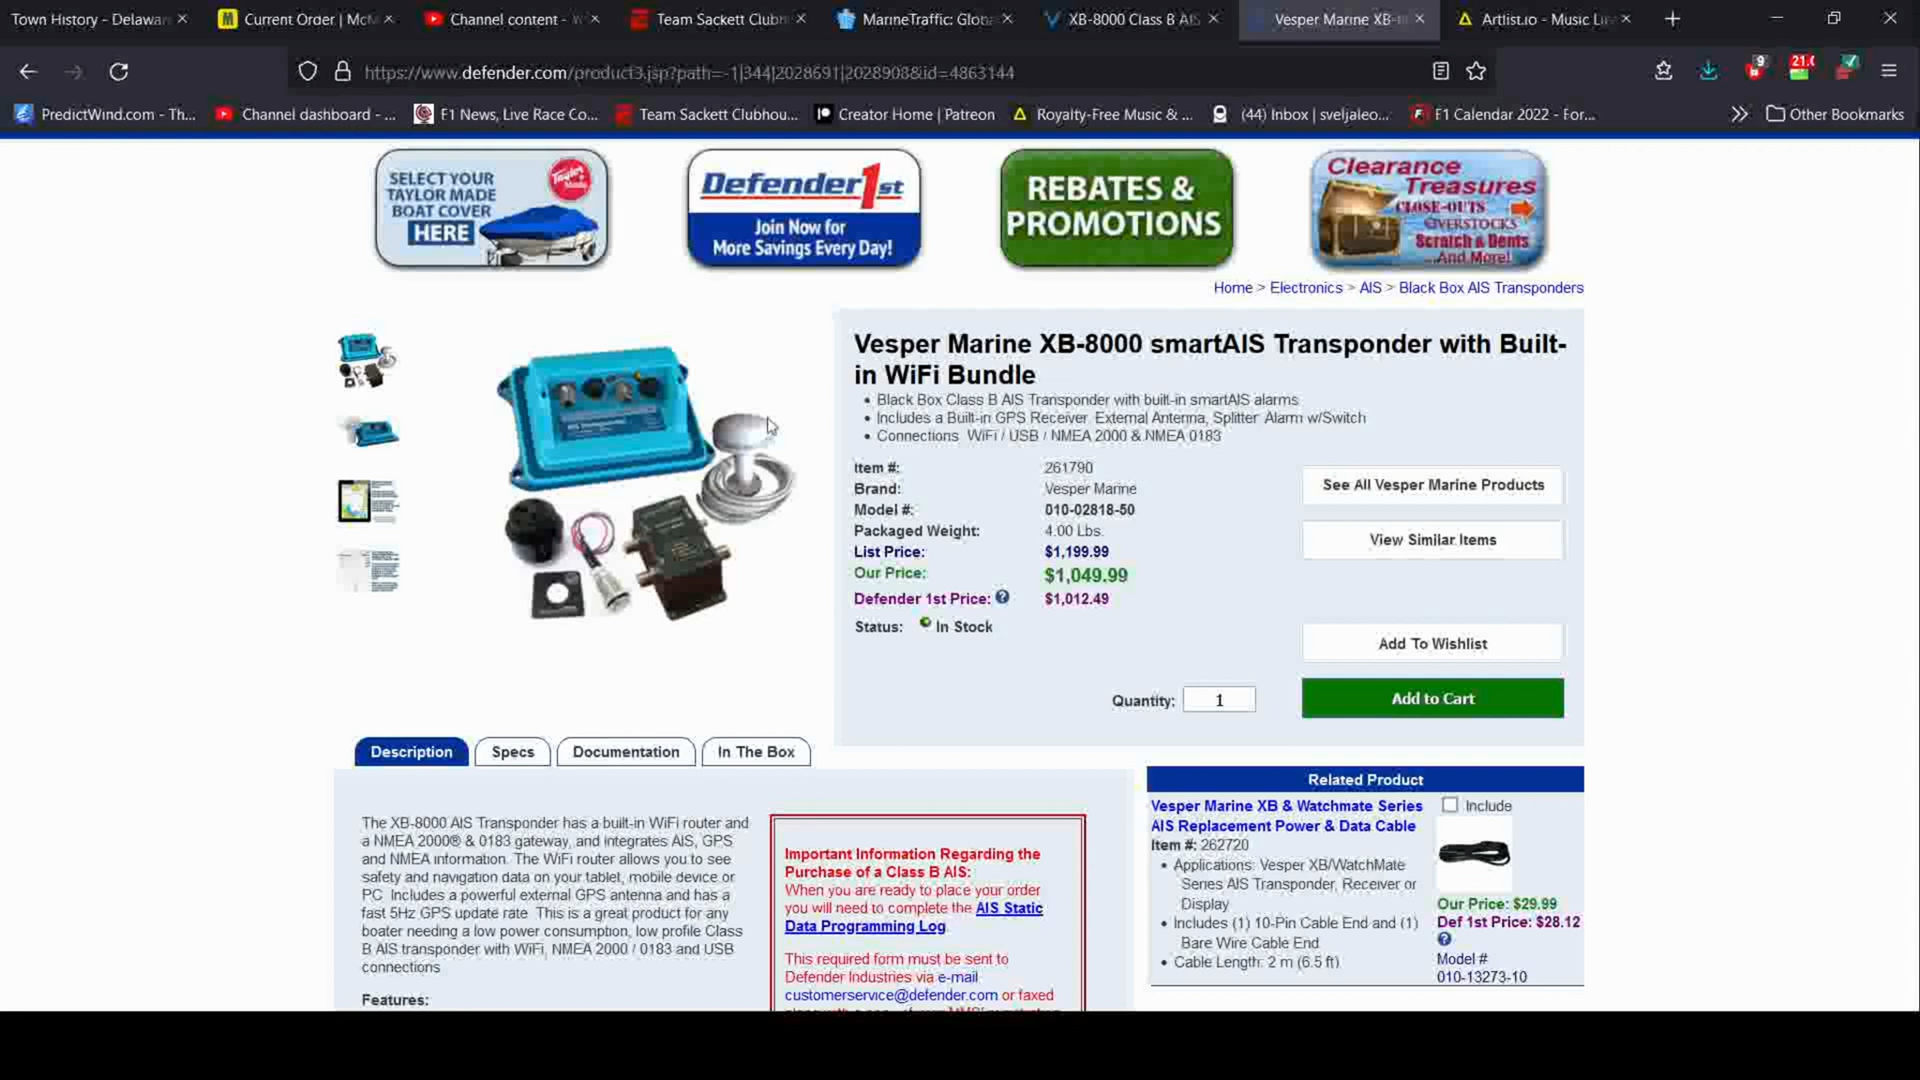 Town History - Delawar
Current Order | McM
Channel content -
Team Sackett Clubh
MarineTraffic: Globa
XB-8000 Class B AIS
Vesper Marine XB-
Artlist.io - Music Li
https://www.defender.com/product3.jsp?path=-1|344|2028691|2028908&id=4863144
9
21.
PredictWind.com - Th...
Channel dashboard - ...
F1 News, Live Race Co...
Team Sackett Clubhou...
Creator Home | Patreon
Royalty-Free Music & ...
(44) Inbox | sveljaleo...
F1 Calendar 2022 - For...
Other Bookmarks
SELECT YOUR
TAYLOR MADE
BOAT COVER
HERE
Taylor
Made
Defender1st
Join Now for
More Savings Every Day!
REBATES &
PROMOTIONS
Clearance
Treasures
CLOSE-OUTS
OVERSTOCKS
Scratch & Dents
...And More!
Home > Electronics > AIS > Black Box AIS Transponders
Vesper Marine XB-8000 smartAIS Transponder with Built-
in WiFi Bundle
• Black Box Class B AIS Transponder with built-in smartAIS alarms
• Includes a Built-in GPS Receiver, External Antenna, Splitter, Alarm w/Switch
• Connections: WiFi / USB / NMEA 2000 & NMEA 0183
Item #: 261790
Brand: Vesper Marine
Model #: 010-02818-50
Packaged Weight: 4.00 Lbs.
List Price: $1,199.99
Our Price: $1,049.99
Defender 1st Price: $1,012.49
Status: In Stock
See All Vesper Marine Products
View Similar Items
Add To Wishlist
Quantity: 1
Add to Cart
Description
Specs
Documentation
In The Box
The XB-8000 AIS Transponder has a built-in WiFi router and
a NMEA 2000® & 0183 gateway, and integrates AIS, GPS
and NMEA information. The WiFi router allows you to see
safety and navigation data on your tablet, mobile device or
PC. Includes a powerful external GPS antenna and has a
fast 5Hz GPS update rate. This is a great product for any
boater needing a low power consumption, low profile Class
B AIS transponder with WiFi, NMEA 2000 / 0183 and USB
connections.
Features:
Important Information Regarding the
Purchase of a Class B AIS:
When you are ready to place your order
you will need to complete the AIS Static
Data Programming Log.
This required form must be sent to
Defender Industries via e-mail
customerservice@defender.com or faxed
Related Product
Vesper Marine XB & Watchmate Series
AIS Replacement Power & Data Cable
Item #: 262720
• Applications: Vesper XB/WatchMate
Series AIS Transponder, Receiver or
Display
• Includes (1) 10-Pin Cable End and (1)
Bare Wire Cable End
• Cable Length: 2 m (6.5 ft)
Include
Our Price: $29.99
Def 1st Price: $28.12
Model #
010-13273-10